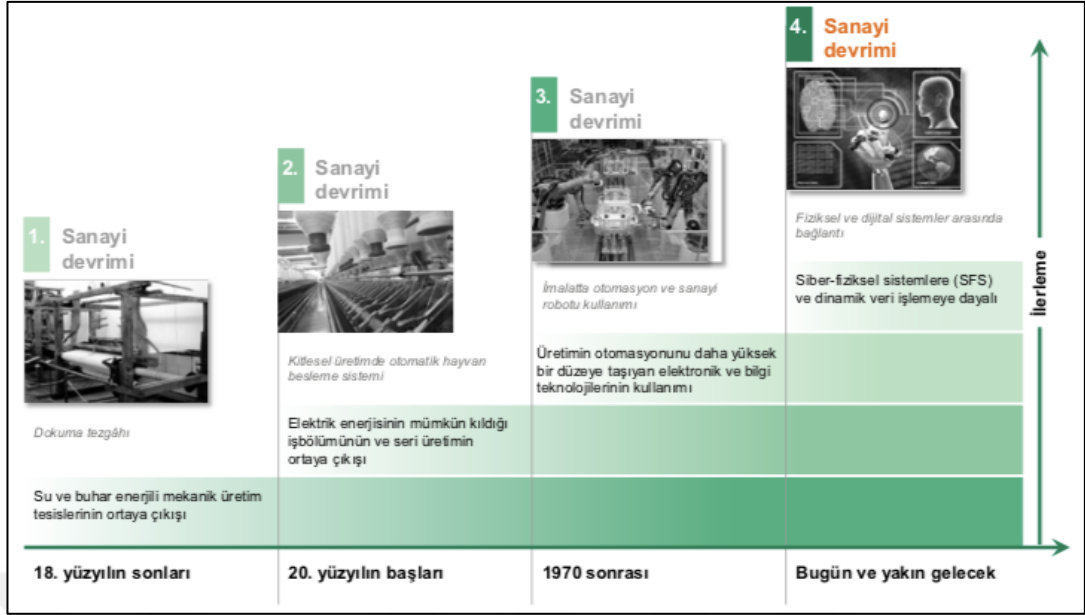 1. Sanayi
devrimi
Dokuma tezgâhı
Su ve buhar enerjili mekanik üretim
tesislerinin ortaya çıkışı
18. yüzyılın sonları
2. Sanayi
devrimi
Kitlesel üretimde otomatik hayvan
besleme sistemi
Elektrik enerjisinin mümkün kıldığı
işbölümünün ve seri üretimin
ortaya çıkışı
20. yüzyılın başları
3. Sanayi
devrimi
İmalatta otomasyon ve sanayi
robotu kullanımı
Üretimin otomasyonunu daha yüksek
bir düzeye taşıyan elektronik ve bilgi
teknolojilerinin kullanımı
1970 sonrası
4. Sanayi
devrimi
Fiziksel ve dijital sistemler arasında
bağlantı
Siber-fiziksel sistemlere (SFS)
ve dinamik veri işlemeye dayalı
Bugün ve yakın gelecek
İlerleme